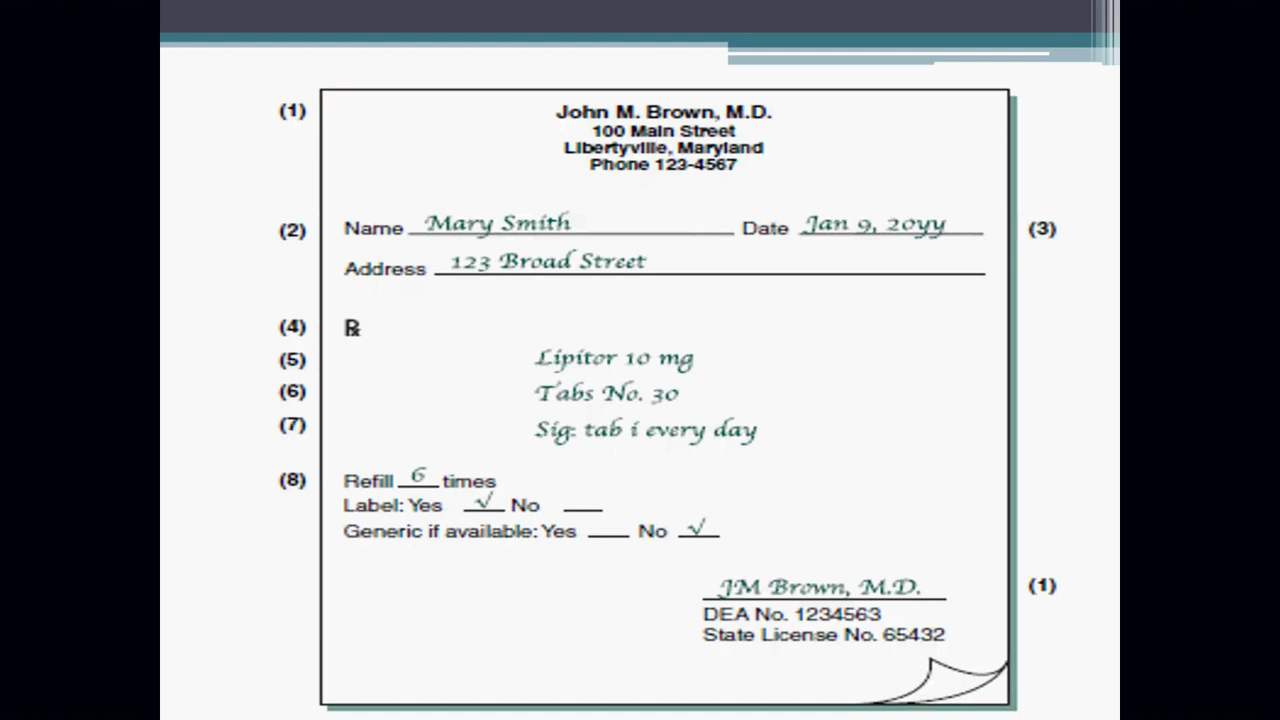 (1) John M. Brown, M.D.
100 Main Street
Libertyville, Maryland
Phone 123-4567
(2) Name Mary Smith Date Jan 9, 20yy (3)
Address 123 Broad Street
(4) ℞
(5) Lipitor 10 mg
(6) Tabs No. 30
(7) Sig: tab i every day
(8) Refill 6 times
Label: Yes √ No
Generic if available: Yes No √
JM Brown, M.D. (1)
DEA No. 1234563
State License No. 65432